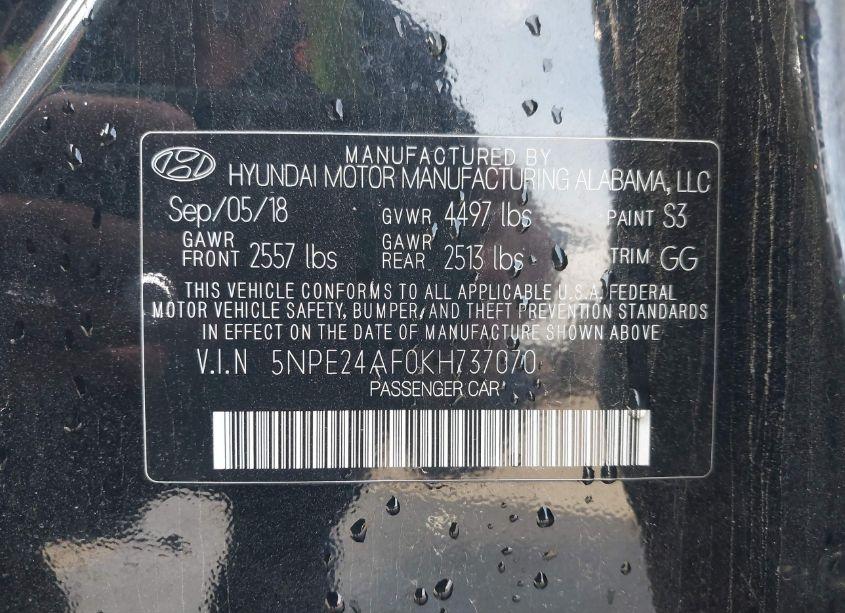 MANUFACTURED BY
HYUNDAI MOTOR MANUFACTURING ALABAMA, LLC
Sep/05/18 GVWR 4497 lbs PAINT S3
GAWR FRONT 2557 lbs GAWR REAR 2513 lbs TRIM GG
THIS VEHICLE CONFORMS TO ALL APPLICABLE U.S.A. FEDERAL
MOTOR VEHICLE SAFETY, BUMPER, AND THEFT PREVENTION STANDARDS
IN EFFECT ON THE DATE OF MANUFACTURE SHOWN ABOVE
V.I.N 5NPE24AF0KH737070
PASSENGER CAR